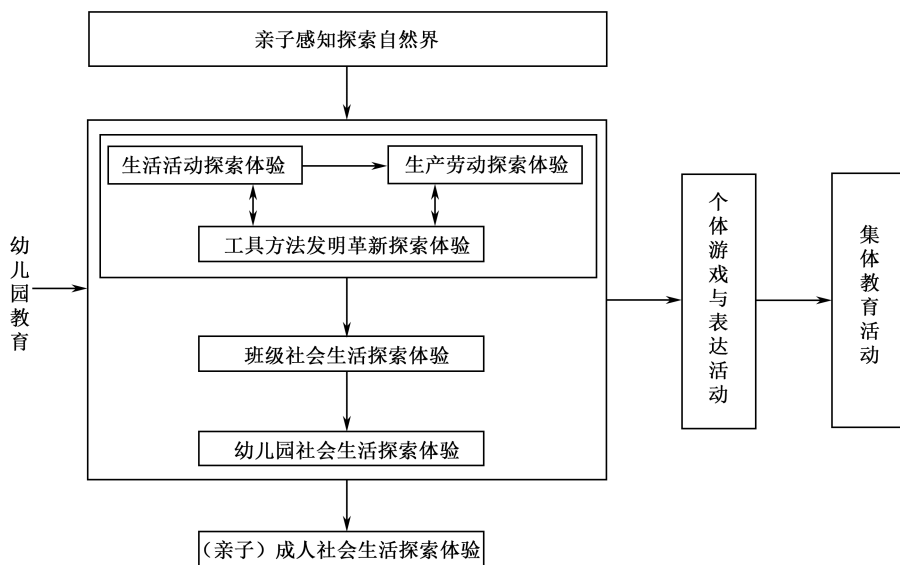 亲子感知探索自然界
生活活动探索体验
生产劳动探索体验
工具方法发明革新探索体验
幼儿园教育
班级社会生活探索体验
幼儿园社会生活探索体验
（亲子）成人社会生活探索体验
个体游戏与表达活动
集体教育活动